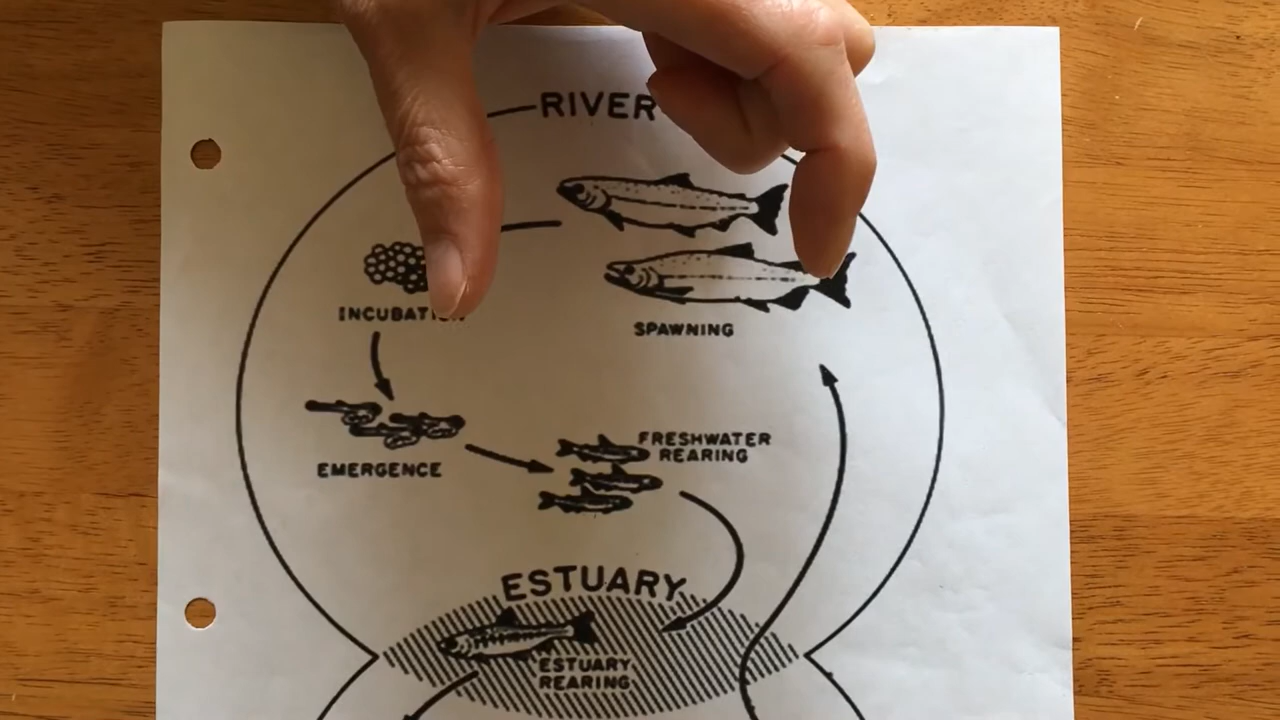 RIVER
INCUBATION
SPAWNING
FRESHWATER
REARING
EMERGENCE
ESTUARY
ESTUARY
REARING